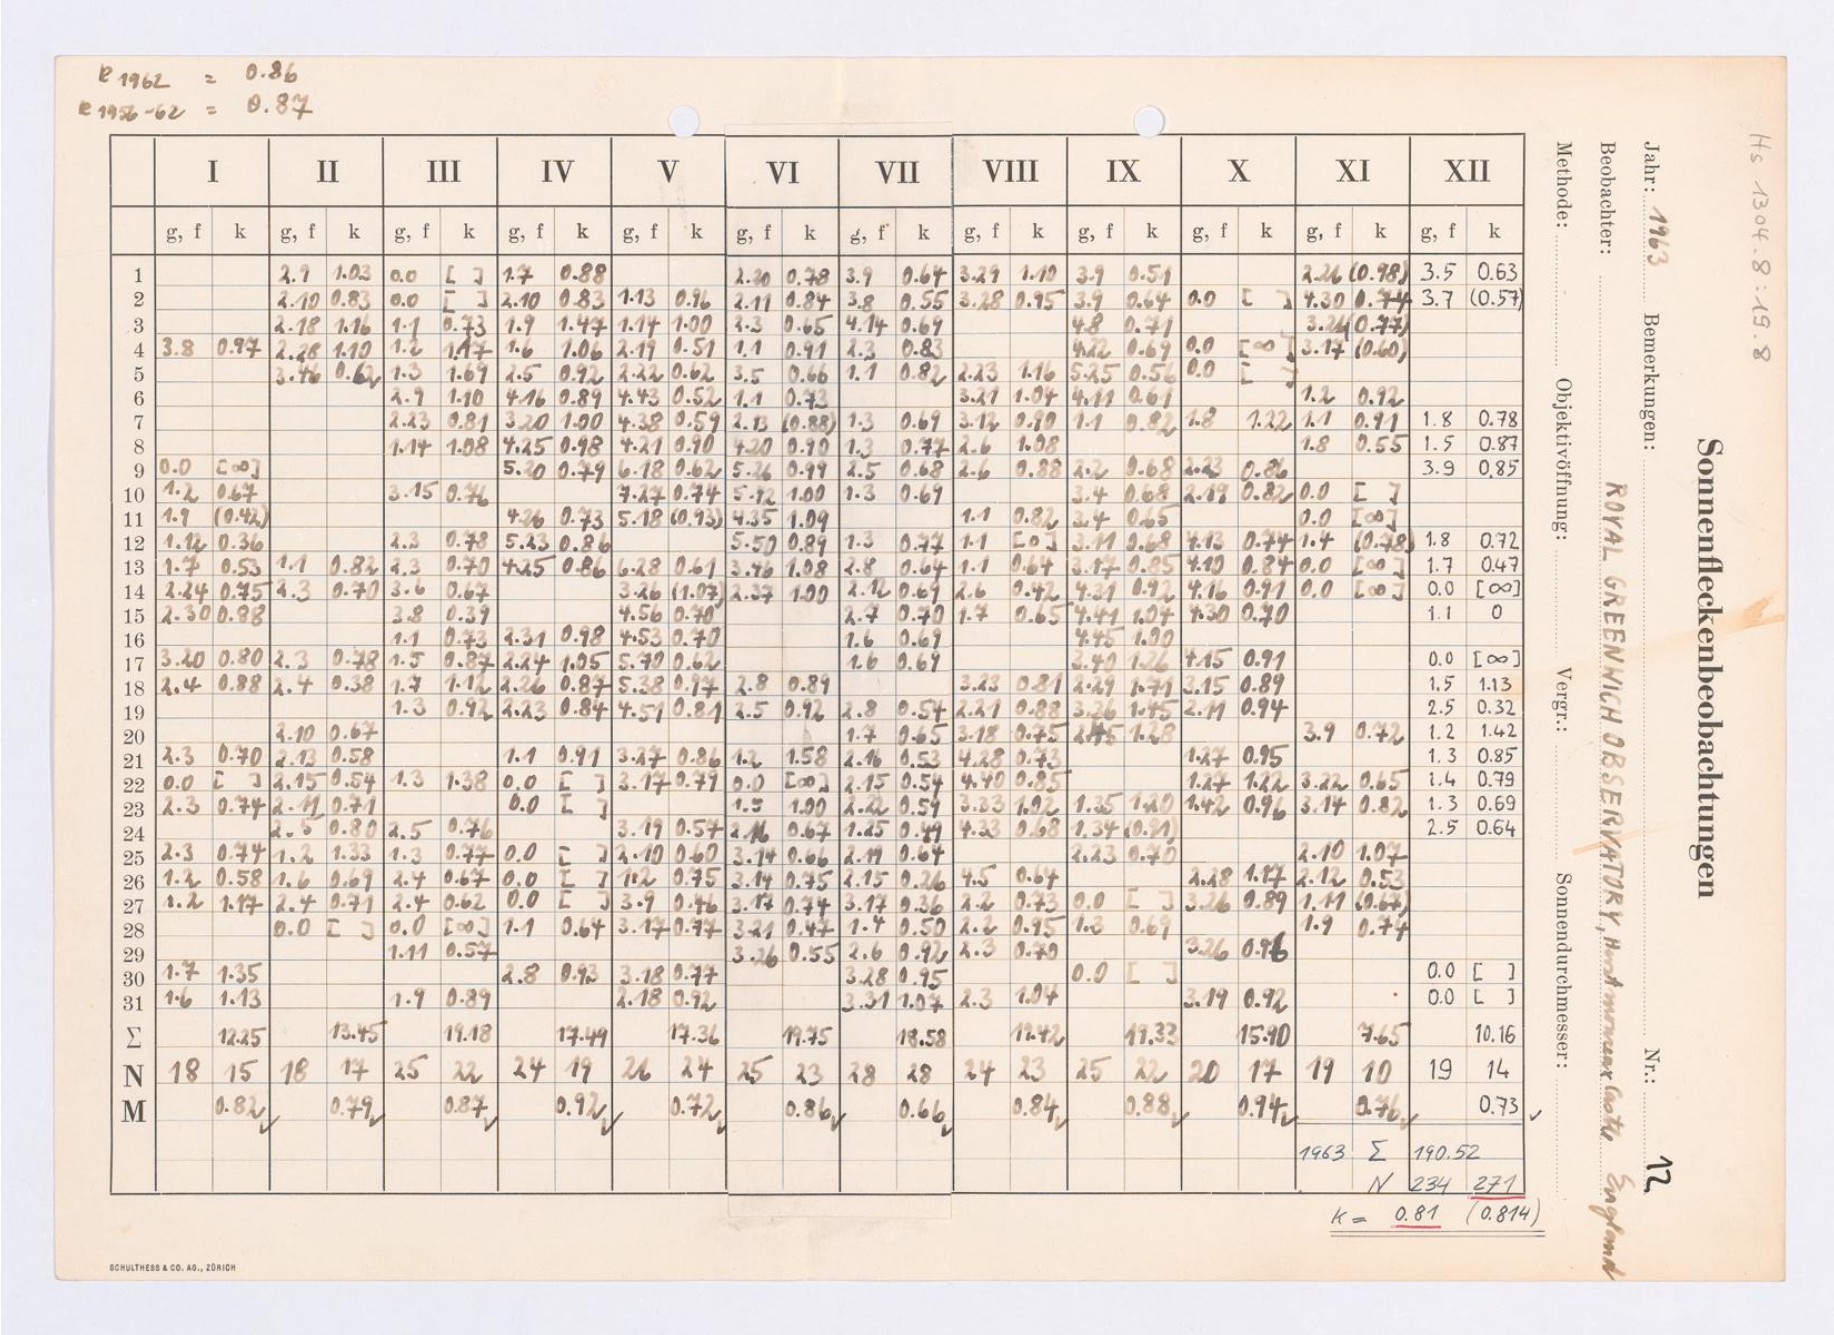 k 1962 = 0.86
k 1956-62 = 0.87
Hs 1304.8:19.8
Sonnenfleckenbeobachtungen
Jahr: 1963 Bemerkungen: Nr.: 12
Beobachter: ROYAL GREENWICH OBSERVATORY, Herstmonceux Castle England
Methode: Objektivöffnung: Vergr.: Sonnendurchmesser:
I II III IV V VI VII VIII IX X XI XII
g, f k g, f k g, f k g, f k g, f k g, f k g, f k g, f k g, f k g, f k g, f k g, f k
1 2.9 1.03 0.0 [ ] 1.7 0.88 2.20 0.78 3.9 0.64 3.29 1.10 3.9 0.51 2.26 (0.98) 3.5 0.63
2 2.10 0.83 0.0 [ ] 2.10 0.83 1.13 0.96 2.11 0.84 3.8 0.55 3.28 0.95 3.9 0.64 0.0 [ ] 4.30 0.74 3.7 (0.57)
3 2.18 1.16 1.1 0.73 1.9 1.47 1.14 1.00 2.3 0.65 4.14 0.69 4.8 0.71 3.26 (0.77)
4 3.8 0.97 2.28 1.10 1.2 1.17 1.6 1.06 2.19 0.51 1.1 0.91 2.3 0.83 4.22 0.69 0.0 [∞] 3.17 (0.60)
5 3.46 0.62 1.3 1.69 2.5 0.92 2.22 0.62 3.5 0.66 1.1 0.82 2.23 1.16 5.25 0.56 0.0 [ ]
6 2.9 1.10 4.16 0.89 4.43 0.52 1.1 0.73 3.21 1.04 4.11 0.61 1.2 0.92
7 2.23 0.81 3.20 1.00 4.38 0.59 2.13 (0.88) 1.3 0.69 3.12 0.90 1.1 0.82 1.8 1.22 1.1 0.91 1.8 0.78
8 1.14 1.08 4.25 0.98 4.21 0.90 4.20 0.90 1.3 0.77 2.6 1.08 1.8 0.55 1.5 0.87
9 0.0 [∞] 5.20 0.79 6.18 0.62 5.26 0.99 2.5 0.68 2.6 0.88 2.2 0.68 2.23 0.86 3.9 0.85
10 1.2 0.67 3.15 0.76 7.27 0.74 5.42 1.00 1.3 0.69 3.4 0.68 2.19 0.82 0.0 [ ]
11 1.9 (0.42) 4.26 0.73 5.18 (0.93) 4.35 1.09 1.1 0.82 3.4 0.65 0.0 [∞]
12 1.12 0.36 2.3 0.78 5.23 0.86 5.50 0.89 1.3 0.77 1.1 [0] 3.11 0.68 4.13 0.74 1.4 (0.78) 1.8 0.72
13 1.7 0.53 1.1 0.82 2.3 0.70 4.25 0.86 6.28 0.61 3.46 1.08 2.8 0.64 1.1 0.64 3.17 0.85 4.10 0.84 0.0 [∞] 1.7 0.47
14 2.24 0.75 2.3 0.70 3.6 0.67 3.26 (1.07) 2.37 1.00 2.12 0.69 2.6 0.42 4.31 0.92 4.16 0.91 0.0 [∞] 0.0 [∞]
15 2.30 0.88 3.8 0.39 4.56 0.70 2.7 0.70 1.7 0.65 4.41 1.04 4.30 0.70 1.1 0
16 1.1 0.73 2.31 0.98 4.53 0.70 1.6 0.69 4.45 1.00
17 3.20 0.80 2.3 0.78 1.5 0.87 2.24 1.05 5.70 0.62 1.6 0.69 3.40 1.26 4.15 0.91 0.0 [∞]
18 2.4 0.88 2.4 0.38 1.7 1.12 2.26 0.87 5.38 0.97 2.8 0.89 3.23 0.81 2.29 1.71 3.15 0.89 1.5 1.13
19 1.3 0.92 2.23 0.84 4.51 0.81 2.5 0.92 2.8 0.54 2.21 0.88 3.26 1.45 2.11 0.94 2.5 0.32
20 2.10 0.67 1.7 0.65 3.18 0.75 1.28 3.9 0.72 1.2 1.42
21 2.3 0.70 2.13 0.58 1.1 0.91 3.27 0.86 1.2 1.58 2.16 0.53 4.28 0.73 1.27 0.95 1.3 0.85
22 0.0 [ ] 2.15 0.54 1.3 1.38 0.0 [ ] 3.17 0.79 0.0 [∞] 2.15 0.54 4.40 0.85 1.27 1.22 3.22 0.65 1.4 0.79
23 2.3 0.74 2.11 0.71 0.0 [ ] 1.5 1.00 2.22 0.59 3.33 1.02 1.35 1.20 1.42 0.96 3.14 0.82 1.3 0.69
24 2.5 0.80 2.5 0.76 3.19 0.57 2.16 0.67 1.25 0.49 4.33 0.68 1.34 (0.91) 2.5 0.64
25 2.3 0.74 1.2 1.33 1.3 0.77 0.0 [ ] 2.10 0.60 3.14 0.66 2.19 0.64 2.23 0.70 2.10 1.07
26 1.2 0.58 1.6 0.69 2.4 0.67 0.0 [ ] 1.2 0.75 3.14 0.75 2.15 0.26 4.5 0.64 2.28 1.17 2.12 0.53
27 1.2 1.17 2.4 0.71 2.4 0.62 0.0 [ ] 3.9 0.46 3.17 0.74 3.17 0.36 2.2 0.73 0.0 [ ] 3.26 0.89 1.11 (0.67)
28 0.0 [ ] 0.0 [∞] 1.1 0.64 3.17 0.77 3.21 0.47 1.4 0.50 2.2 0.95 1.3 0.69 1.9 0.74
29 1.11 0.57 3.26 0.55 2.6 0.92 2.3 0.70 3.26 0.96
30 1.7 1.35 2.8 0.93 3.18 0.77 3.28 0.95 0.0 [ ] 0.0 [ ]
31 1.6 1.13 1.9 0.89 2.18 0.92 3.31 1.07 2.3 1.04 3.19 0.92 0.0 [ ]
Σ 12.25 13.45 19.18 17.49 17.36 19.75 18.58 19.42 19.33 15.90 7.65 10.16
N 18 15 18 17 25 22 24 19 26 24 25 23 28 28 24 23 25 22 20 17 19 10 19 14
M 0.82 0.79 0.87 0.92 0.72 0.86 0.66 0.84 0.88 0.94 0.76 0.73
1963 Σ 190.52
N 234 271
K = 0.81 (0.814)
SCHULTHESS & CO. AG., ZÜRICH